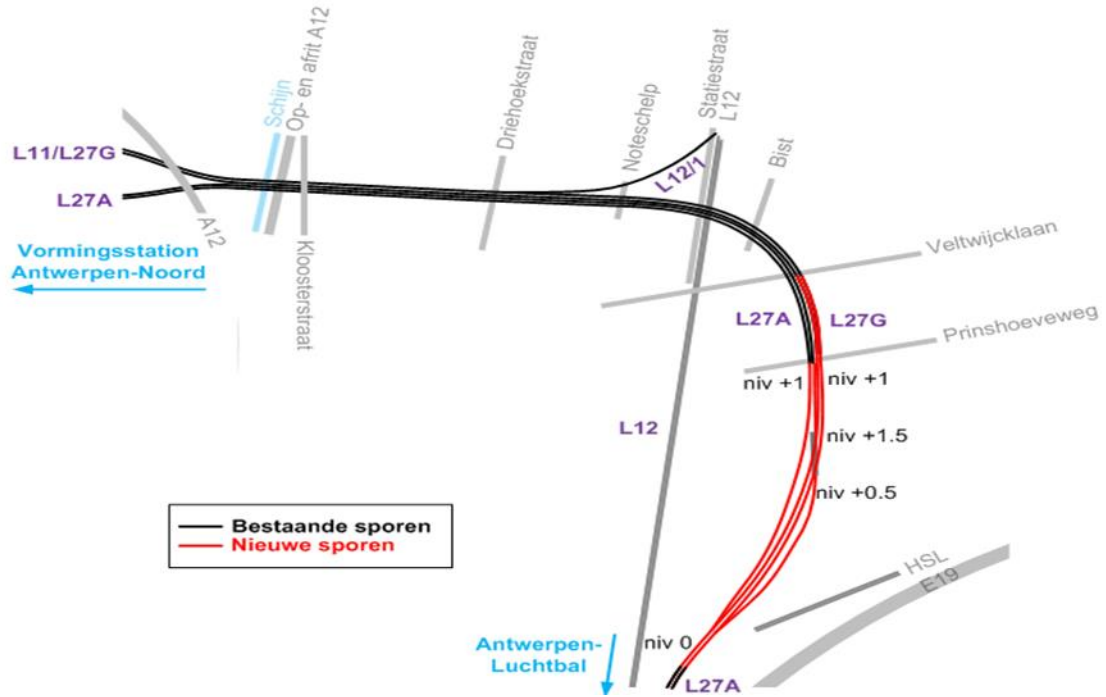 Schijn
Op- en afrit A12
Driehoekstraat
Noteschelp
Statiestraat
L12
Bist
L11/L27G
L12/1
L27A
A12
Kloosterstraat
Vormingsstation
Antwerpen-Noord
Veltwijcklaan
L27A
L27G
Prinshoeveweg
niv +1
niv +1
L12
niv +1.5
niv +0.5
Bestaande sporen
Nieuwe sporen
HSL
E19
Antwerpen-
Luchtbal
niv 0
L27A